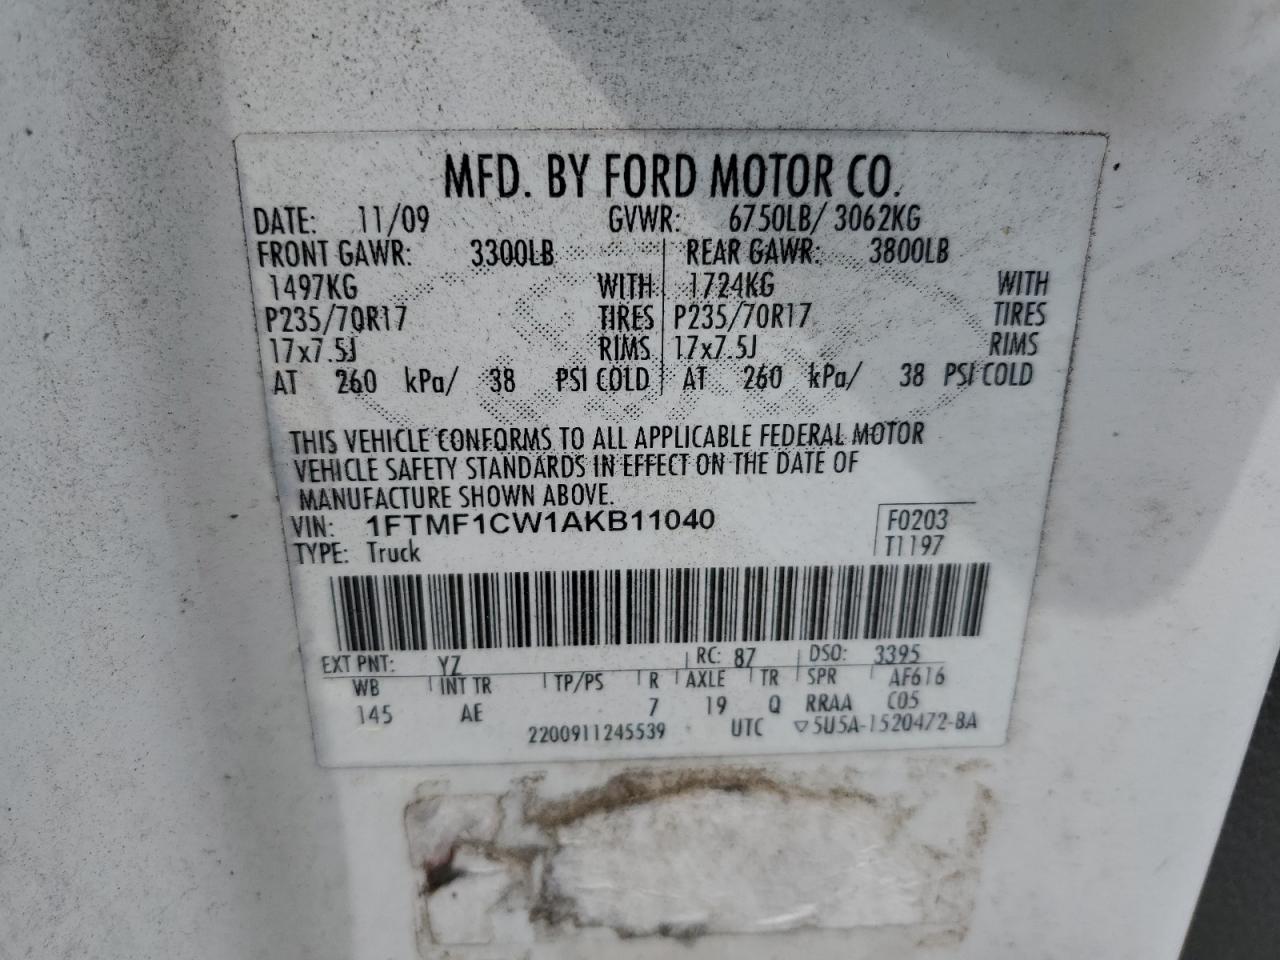 MFD. BY FORD MOTOR CO.
DATE: 11/09 GVWR: 6750LB/ 3062KG
FRONT GAWR: 3300LB REAR GAWR: 3800LB
1497KG WITH 1724KG WITH
P235/70R17 TIRES P235/70R17 TIRES
17x7.5J RIMS 17x7.5J RIMS
AT 260 kPa/ 38 PSI COLD AT 260 kPa/ 38 PSI COLD
THIS VEHICLE CONFORMS TO ALL APPLICABLE FEDERAL MOTOR
VEHICLE SAFETY STANDARDS IN EFFECT ON THE DATE OF
MANUFACTURE SHOWN ABOVE.
VIN: 1FTMF1CW1AKB11040 F0203
TYPE: Truck T1197
EXT PNT: YZ RC: 87 DSO: 3395
WB INT TR TP/PS R AXLE TR SPR AF616
145 AE 7 19 Q RRAA C05
2200911245539 UTC ▽5U5A-1520472-BA